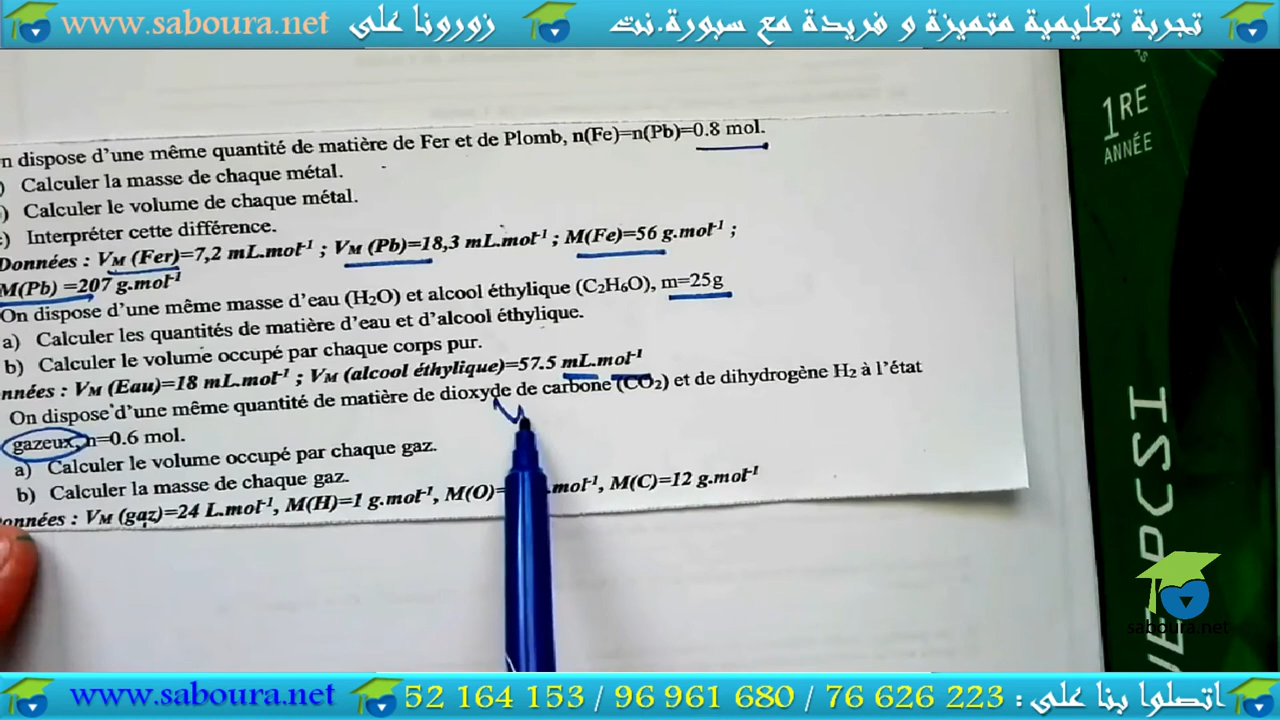 www.saboura.net زورونا على تجربة تعليمية متميزة و فريدة مع سبورة.نت
n dispose d'une même quantité de matière de Fer et de Plomb, n(Fe)=n(Pb)=0.8 mol.
) Calculer la masse de chaque métal.
) Calculer le volume de chaque métal.
) Interpréter cette différence.
Données : VM (Fer)=7,2 mL.mol-1 ; VM (Pb)=18,3 mL.mol-1 ; M(Fe)=56 g.mol-1 ;
M(Pb) =207 g.mol-1
On dispose d'une même masse d'eau (H2O) et alcool éthylique (C2H6O), m=25g
a) Calculer les quantités de matière d'eau et d'alcool éthylique.
b) Calculer le volume occupé par chaque corps pur.
nnées : VM (Eau)=18 mL.mol-1 ; VM (alcool éthylique)=57.5 mL.mol-1
On dispose d'une même quantité de matière de dioxyde de carbone (CO2) et de dihydrogène H2 à l'état
gazeux, n=0.6 mol.
a) Calculer le volume occupé par chaque gaz.
b) Calculer la masse de chaque gaz.
onnées : VM (gaz)=24 L.mol-1, M(H)=1 g.mol-1, M(O)= .mol-1, M(C)=12 g.mol-1
1RE
ANNÉE
saboura.net
www.saboura.net 52 164 153 / 96 961 680 / 76 626 223 : اتصلوا بنا على